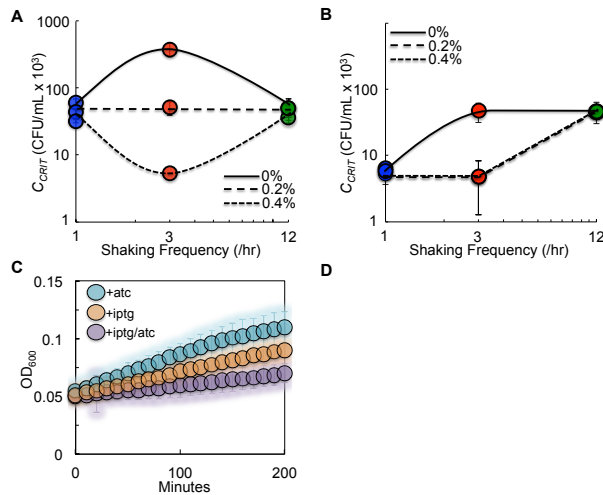 A
1000
100
10
1
C_CRIT (CFU/mL x 10³)
0%
0.2%
0.4%
1
3
12
Shaking Frequency (/hr)
B
100
10
1
C_CRIT (CFU/mL x 10³)
0%
0.2%
0.4%
1
3
12
Shaking Frequency (/hr)
C
+atc
+iptg
+iptg/atc
0.15
0.1
0.05
0
OD₆₀₀
0
100
200
Minutes
D